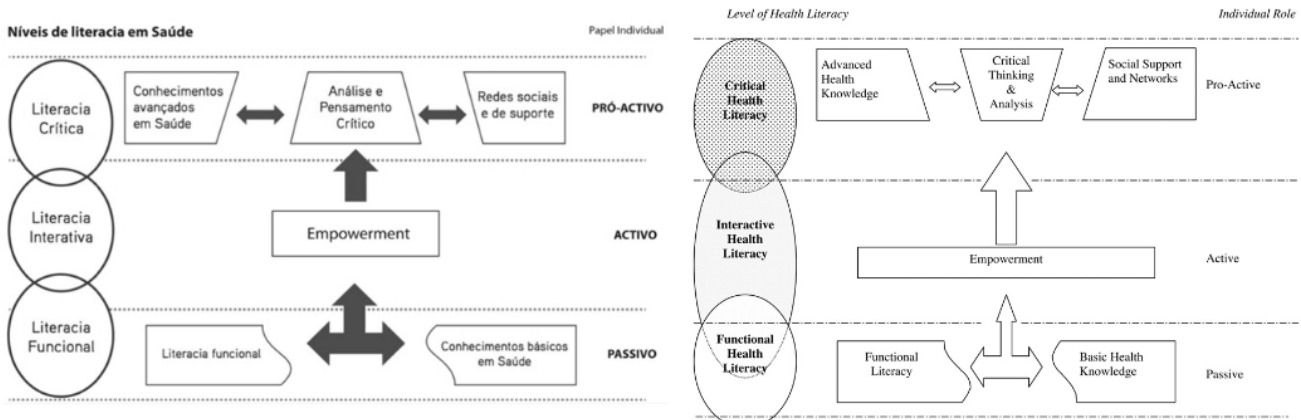 Níveis de literacia em Saúde
Papel Individual
Literacia
Crítica
Conhecimentos
avançados
em Saúde
Análise e
Pensamento
Crítico
Redes sociais
e de suporte
PRÓ-ACTIVO
Literacia
Interativa
Empowerment
ACTIVO
Literacia
Funcional
Literacia funcional
Conhecimentos básicos
em Saúde
PASSIVO
Level of Health Literacy
Individual Role
Critical
Health
Literacy
Advanced
Health
Knowledge
Critical
Thinking
&
Analysis
Social Support
and Networks
Pro-Active
Interactive
Health
Literacy
Empowerment
Active
Functional
Health
Literacy
Functional
Literacy
Basic Health
Knowledge
Passive